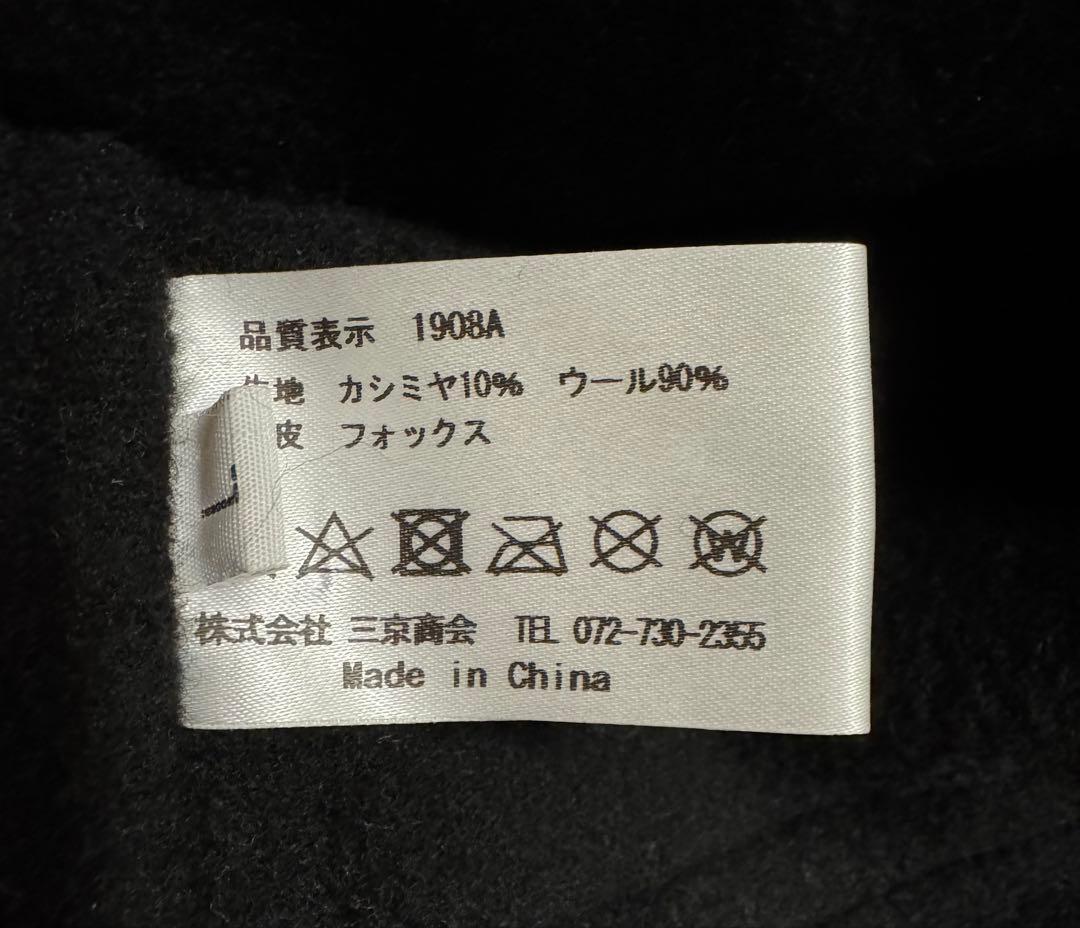 品質表示 1908A
生地 カシミヤ10% ウール90%
皮 フォックス
株式会社 三京商会 TEL 072-730-2355
Made in China